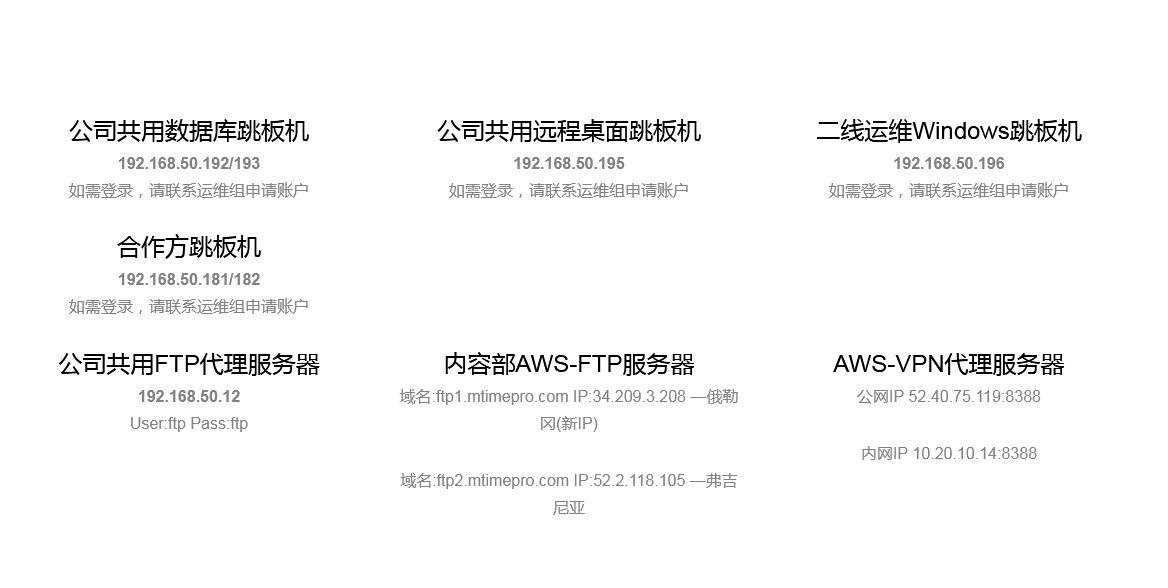 公司共用数据库跳板机
192.168.50.192/193
如需登录，请联系运维组申请账户
公司共用远程桌面跳板机
192.168.50.195
如需登录，请联系运维组申请账户
二线运维Windows跳板机
192.168.50.196
如需登录，请联系运维组申请账户
合作方跳板机
192.168.50.181/182
如需登录，请联系运维组申请账户
公司共用FTP代理服务器
192.168.50.12
User:ftp Pass:ftp
内容部AWS-FTP服务器
域名:ftp1.mtimepro.com IP:34.209.3.208 —俄勒
冈(新IP)
域名:ftp2.mtimepro.com IP:52.2.118.105 —弗吉
尼亚
AWS-VPN代理服务器
公网IP 52.40.75.119:8388
内网IP 10.20.10.14:8388